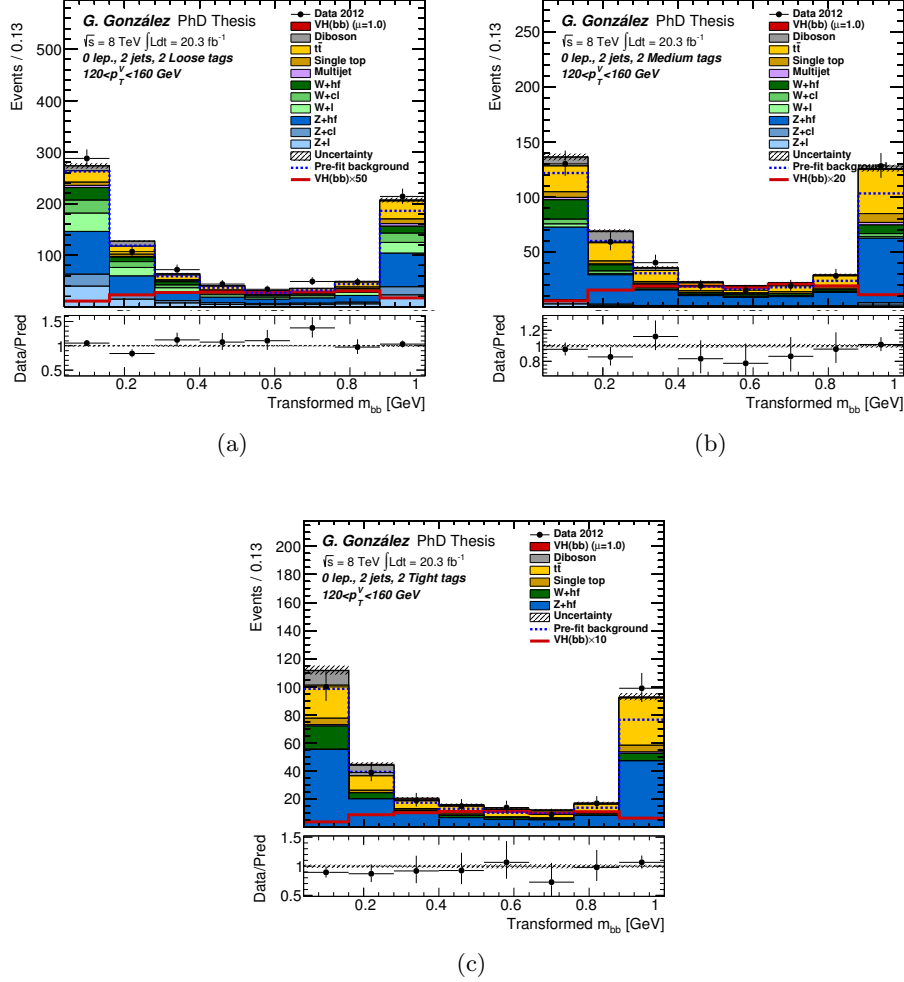 G. González PhD Thesis
√s = 8 TeV ∫Ldt = 20.3 fb⁻¹
0 lep., 2 jets, 2 Loose tags
120<p_T^V<160 GeV
Data 2012
VH(bb) (μ=1.0)
Diboson
tt̄
Single top
Multijet
W+hf
W+cl
W+l
Z+hf
Z+cl
Z+l
Uncertainty
Pre-fit background
VH(bb)×50
Events / 0.13
500
400
300
200
100
Data/Pred
1.5
1
0.5
0.2 0.4 0.6 0.8 1
Transformed m_bb [GeV]
(a)
G. González PhD Thesis
√s = 8 TeV ∫Ldt = 20.3 fb⁻¹
0 lep., 2 jets, 2 Medium tags
120<p_T^V<160 GeV
Data 2012
VH(bb) (μ=1.0)
Diboson
tt̄
Single top
Multijet
W+hf
W+cl
W+l
Z+hf
Z+cl
Z+l
Uncertainty
Pre-fit background
VH(bb)×20
Events / 0.13
250
200
150
100
50
Data/Pred
1.2
1
0.8
0.2 0.4 0.6 0.8 1
Transformed m_bb [GeV]
(b)
G. González PhD Thesis
√s = 8 TeV ∫Ldt = 20.3 fb⁻¹
0 lep., 2 jets, 2 Tight tags
120<p_T^V<160 GeV
Data 2012
VH(bb) (μ=1.0)
Diboson
tt̄
Single top
W+hf
Z+hf
Uncertainty
Pre-fit background
VH(bb)×10
Events / 0.13
200
180
160
140
120
100
80
60
40
20
Data/Pred
1.5
1
0.5
0.2 0.4 0.6 0.8 1
Transformed m_bb [GeV]
(c)